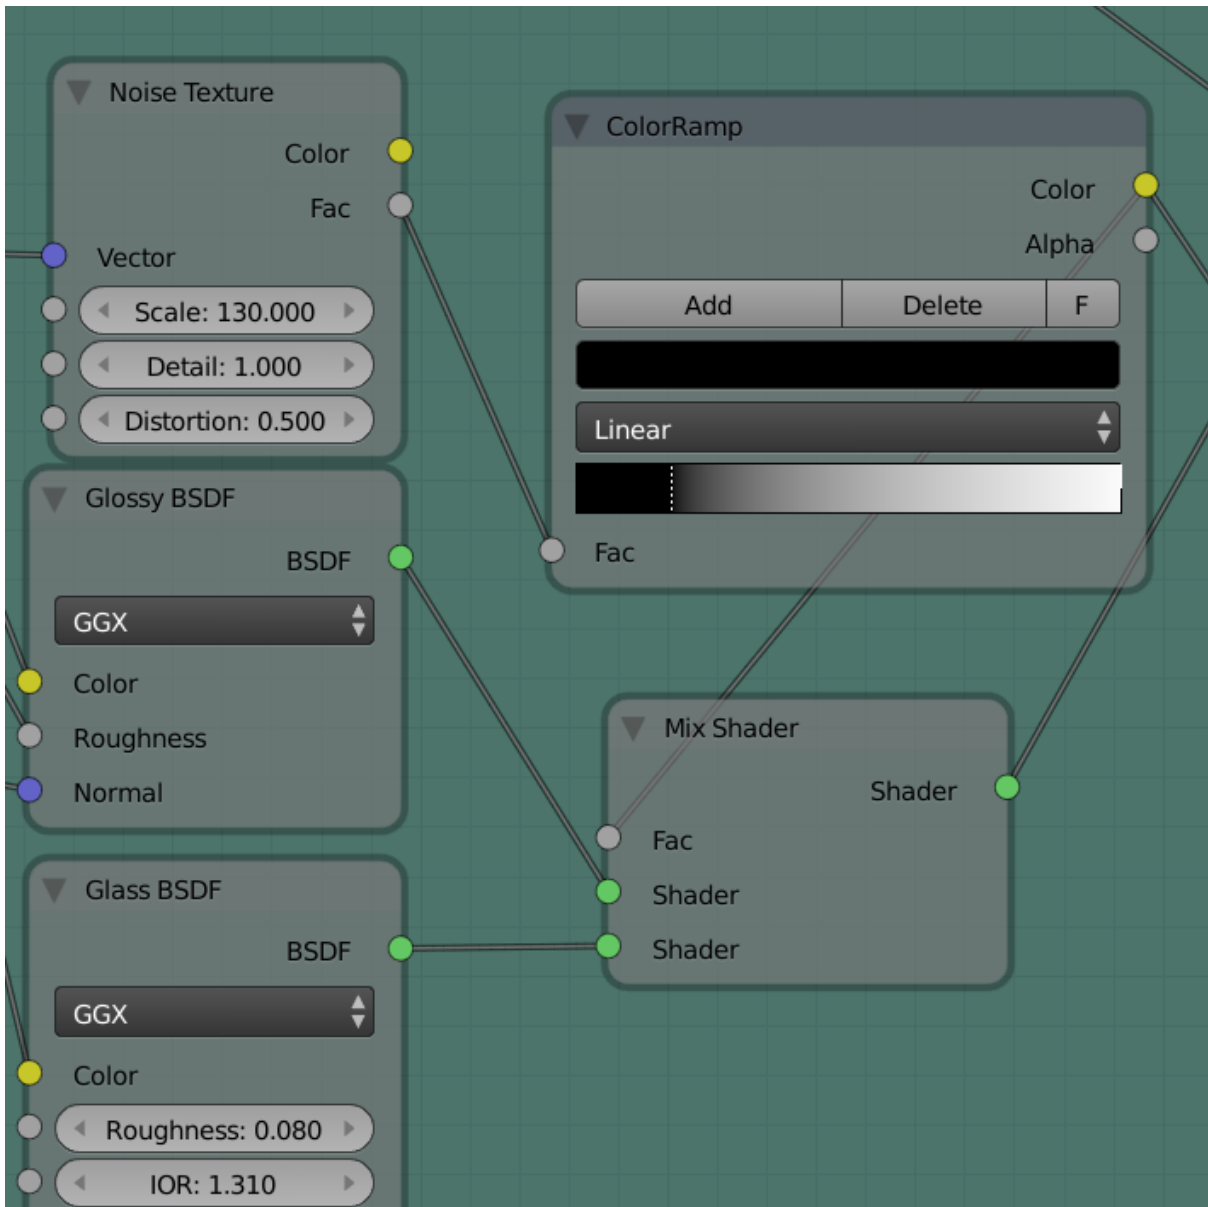 Noise Texture
Color
Fac
Vector
Scale: 130.000
Detail: 1.000
Distortion: 0.500
ColorRamp
Color
Alpha
Add Delete F
Linear
Fac
Glossy BSDF
BSDF
GGX
Color
Roughness
Normal
Mix Shader
Shader
Fac
Shader
Shader
Glass BSDF
BSDF
GGX
Color
Roughness: 0.080
IOR: 1.310